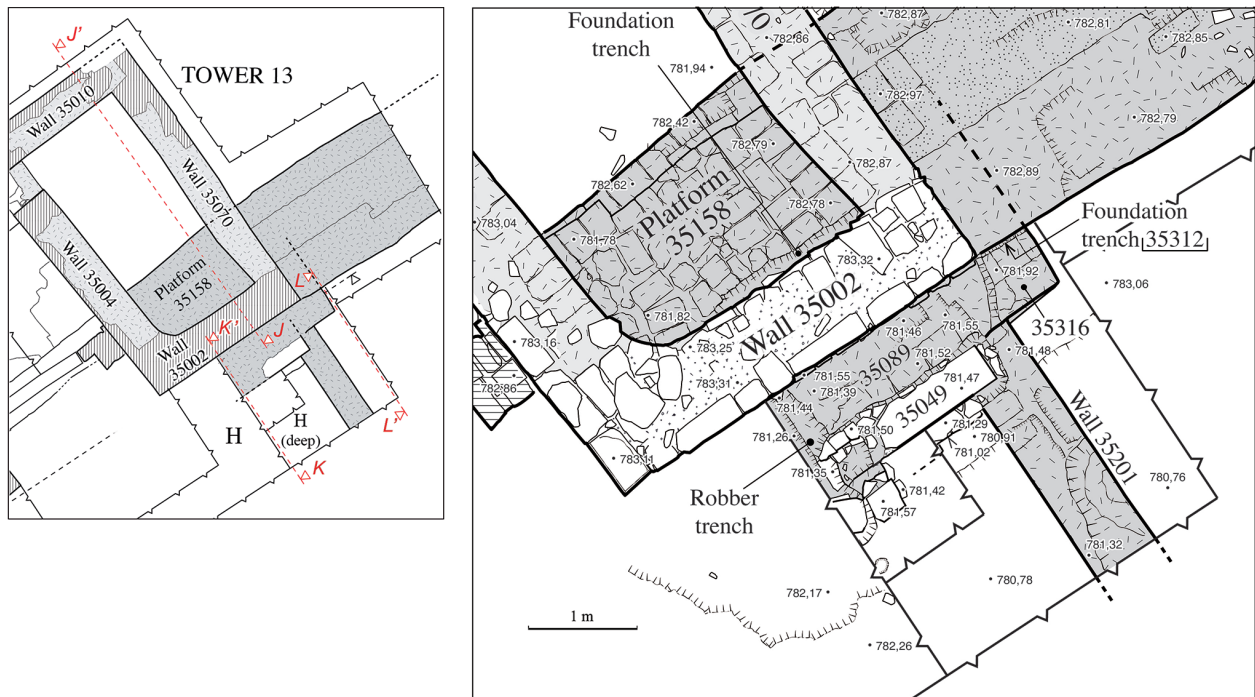 J'
TOWER 13
Wall 35010
Wall 35070
Wall 35004
Platform
35158
L
K'
J
Wall
35002
H
H
(deep)
L'
K
Foundation
trench
70
782,66
782,87
782,81
782,85
781,94
782,97
782,42
782,79
782,79
782,87
782,89
782,62
782,78
Platform
35158
783,04
781,78
783,32
Foundation
trench 35312
781,92
783,06
Wall 35002
781,82
35316
783,16
783,25
781,46
781,55
781,48
35089
781,52
782,86
783,31
781,55
781,39
781,47
35049
781,44
Wall 35201
781,50
781,29
781,26
780,91
783,11
781,02
781,35
780,76
Robber
trench
781,42
781,57
781,32
780,78
782,17
1 m
782,26